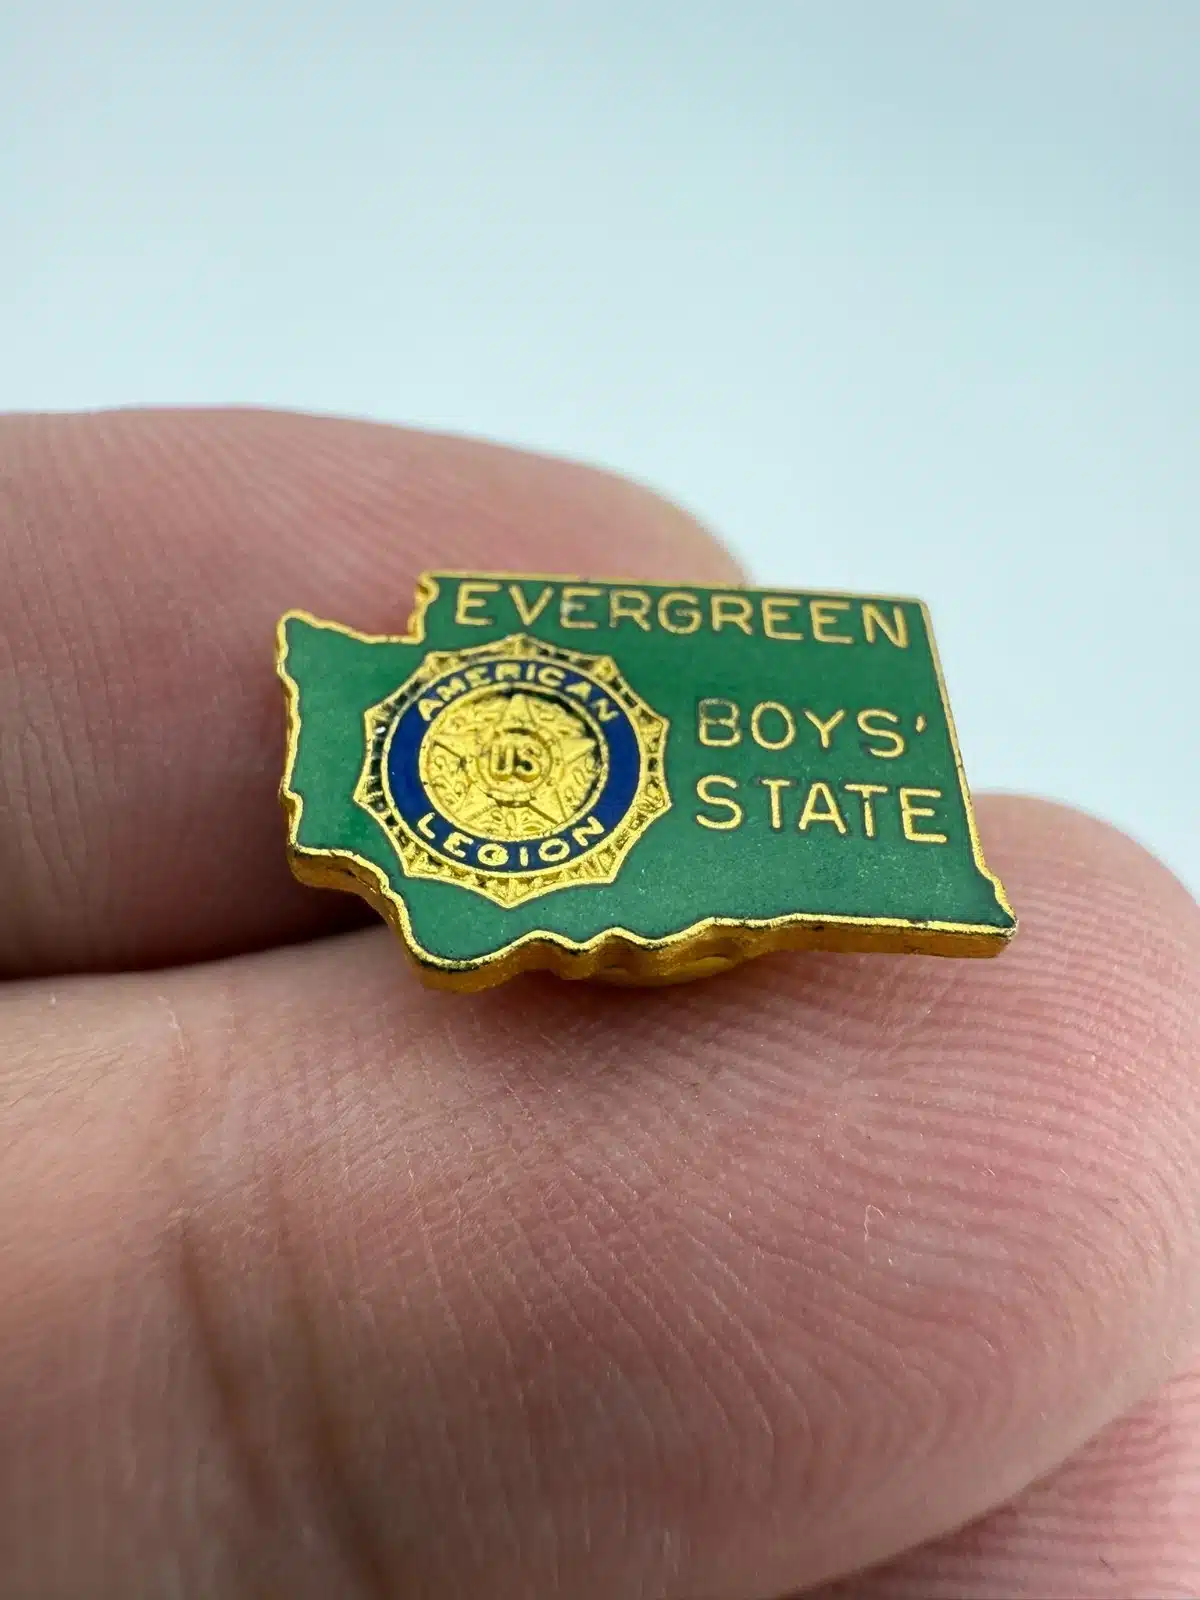 EVERGREEN
BOYS'
STATE
AMERICAN
US
LEGION